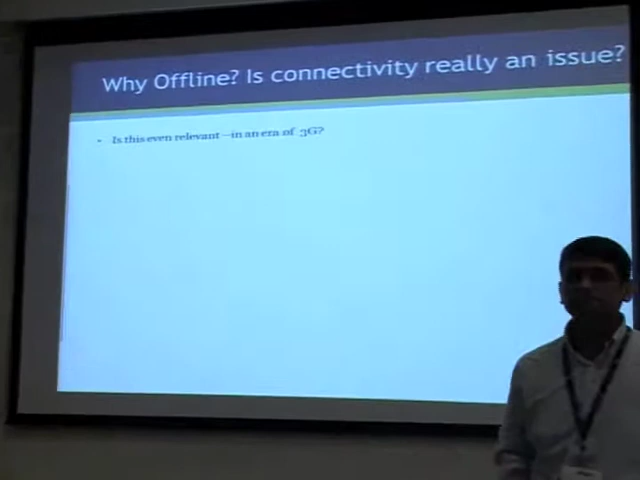 Why Offline? Is connectivity really an issue?
• Is this even relevant—in an era of 3G?